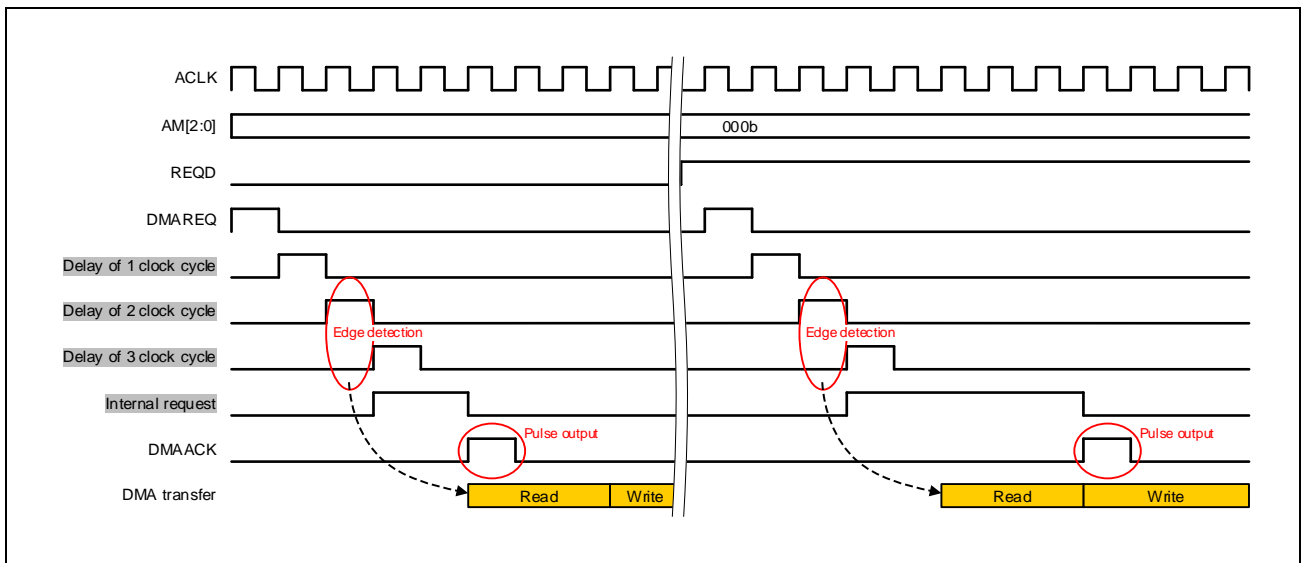 ACLK
AM[2:0]
000b
REQD
DMAREQ
Delay of 1 clock cycle
Delay of 2 clock cycle
Edge detection
Edge detection
Delay of 3 clock cycle
Internal request
DMAACK
Pulse output
Pulse output
DMA transfer
Read
Write
Read
Write